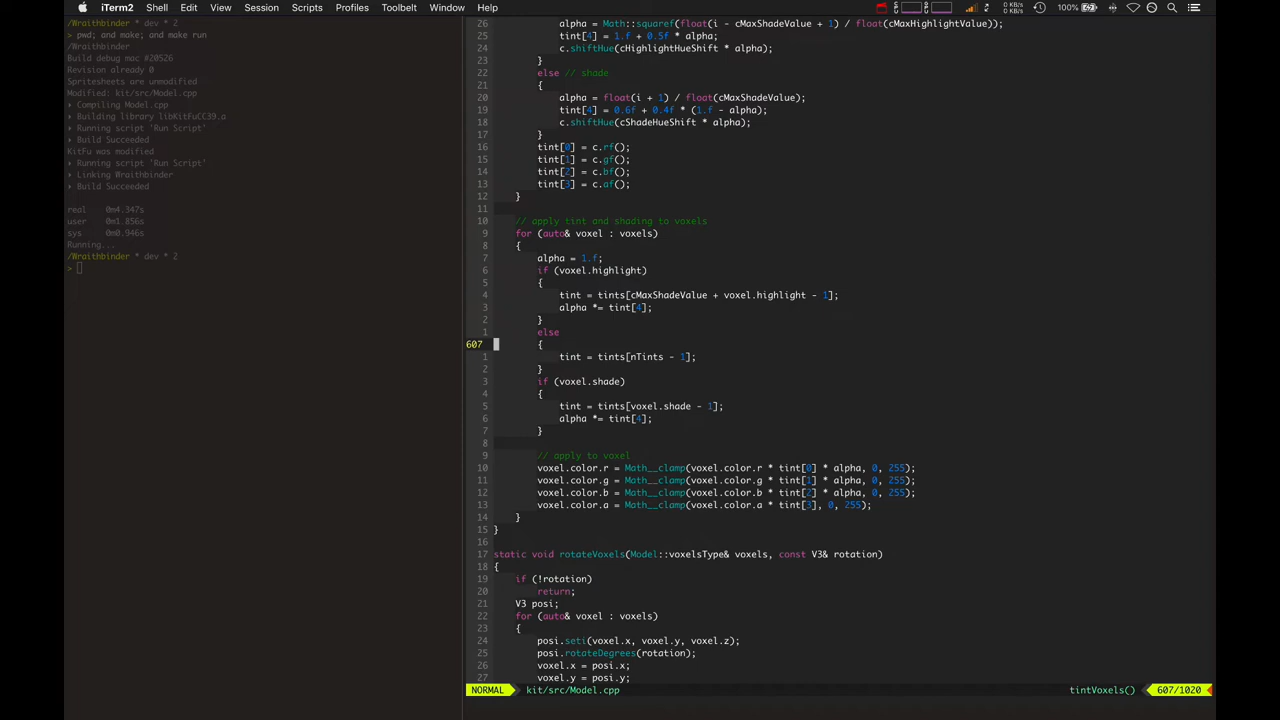 iTerm2 Shell Edit View Session Scripts Profiles Toolbelt Window Help 100%
/Wraithbinder * dev * 2
> pwd; and make; and make run
/Wraithbinder
Build debug mac #20526
Revision already 0
Spritesheets are unmodified
Modified: kit/src/Model.cpp
▸ Compiling Model.cpp
▸ Building library libKitFuCC39.a
▸ Running script 'Run Script'
▸ Build Succeeded
KitFu was modified
▸ Running script 'Run Script'
▸ Linking Wraithbinder
▸ Build Succeeded
real 0m4.347s
user 0m1.856s
sys 0m0.946s
Running...
/Wraithbinder * dev * 2
>
26 alpha = Math::squaref(float(i - cMaxShadeValue + 1) / float(cMaxHighlightValue));
25 tint[4] = 1.f + 0.5f * alpha;
24 c.shiftHue(cHighlightHueShift * alpha);
23 }
22 else // shade
21 {
20 alpha = float(i + 1) / float(cMaxShadeValue);
19 tint[4] = 0.6f + 0.4f * (1.f - alpha);
18 c.shiftHue(cShadeHueShift * alpha);
17 }
16 tint[0] = c.rf();
15 tint[1] = c.gf();
14 tint[2] = c.bf();
13 tint[3] = c.af();
12 }
11
10 // apply tint and shading to voxels
9 for (auto& voxel : voxels)
8 {
7 alpha = 1.f;
6 if (voxel.highlight)
5 {
4 tint = tints[cMaxShadeValue + voxel.highlight - 1];
3 alpha *= tint[4];
2 }
1 else
607 {
1 tint = tints[nTints - 1];
2 }
3 if (voxel.shade)
4 {
5 tint = tints[voxel.shade - 1];
6 alpha *= tint[4];
7 }
8
9 // apply to voxel
10 voxel.color.r = Math__clamp(voxel.color.r * tint[0] * alpha, 0, 255);
11 voxel.color.g = Math__clamp(voxel.color.g * tint[1] * alpha, 0, 255);
12 voxel.color.b = Math__clamp(voxel.color.b * tint[2] * alpha, 0, 255);
13 voxel.color.a = Math__clamp(voxel.color.a * tint[3], 0, 255);
14 }
15 }
16
17 static void rotateVoxels(Model::voxelsType& voxels, const V3& rotation)
18 {
19 if (!rotation)
20 return;
21 V3 posi;
22 for (auto& voxel : voxels)
23 {
24 posi.seti(voxel.x, voxel.y, voxel.z);
25 posi.rotateDegrees(rotation);
26 voxel.x = posi.x;
27 voxel.y = posi.y;
NORMAL kit/src/Model.cpp tintVoxels() 607/1020